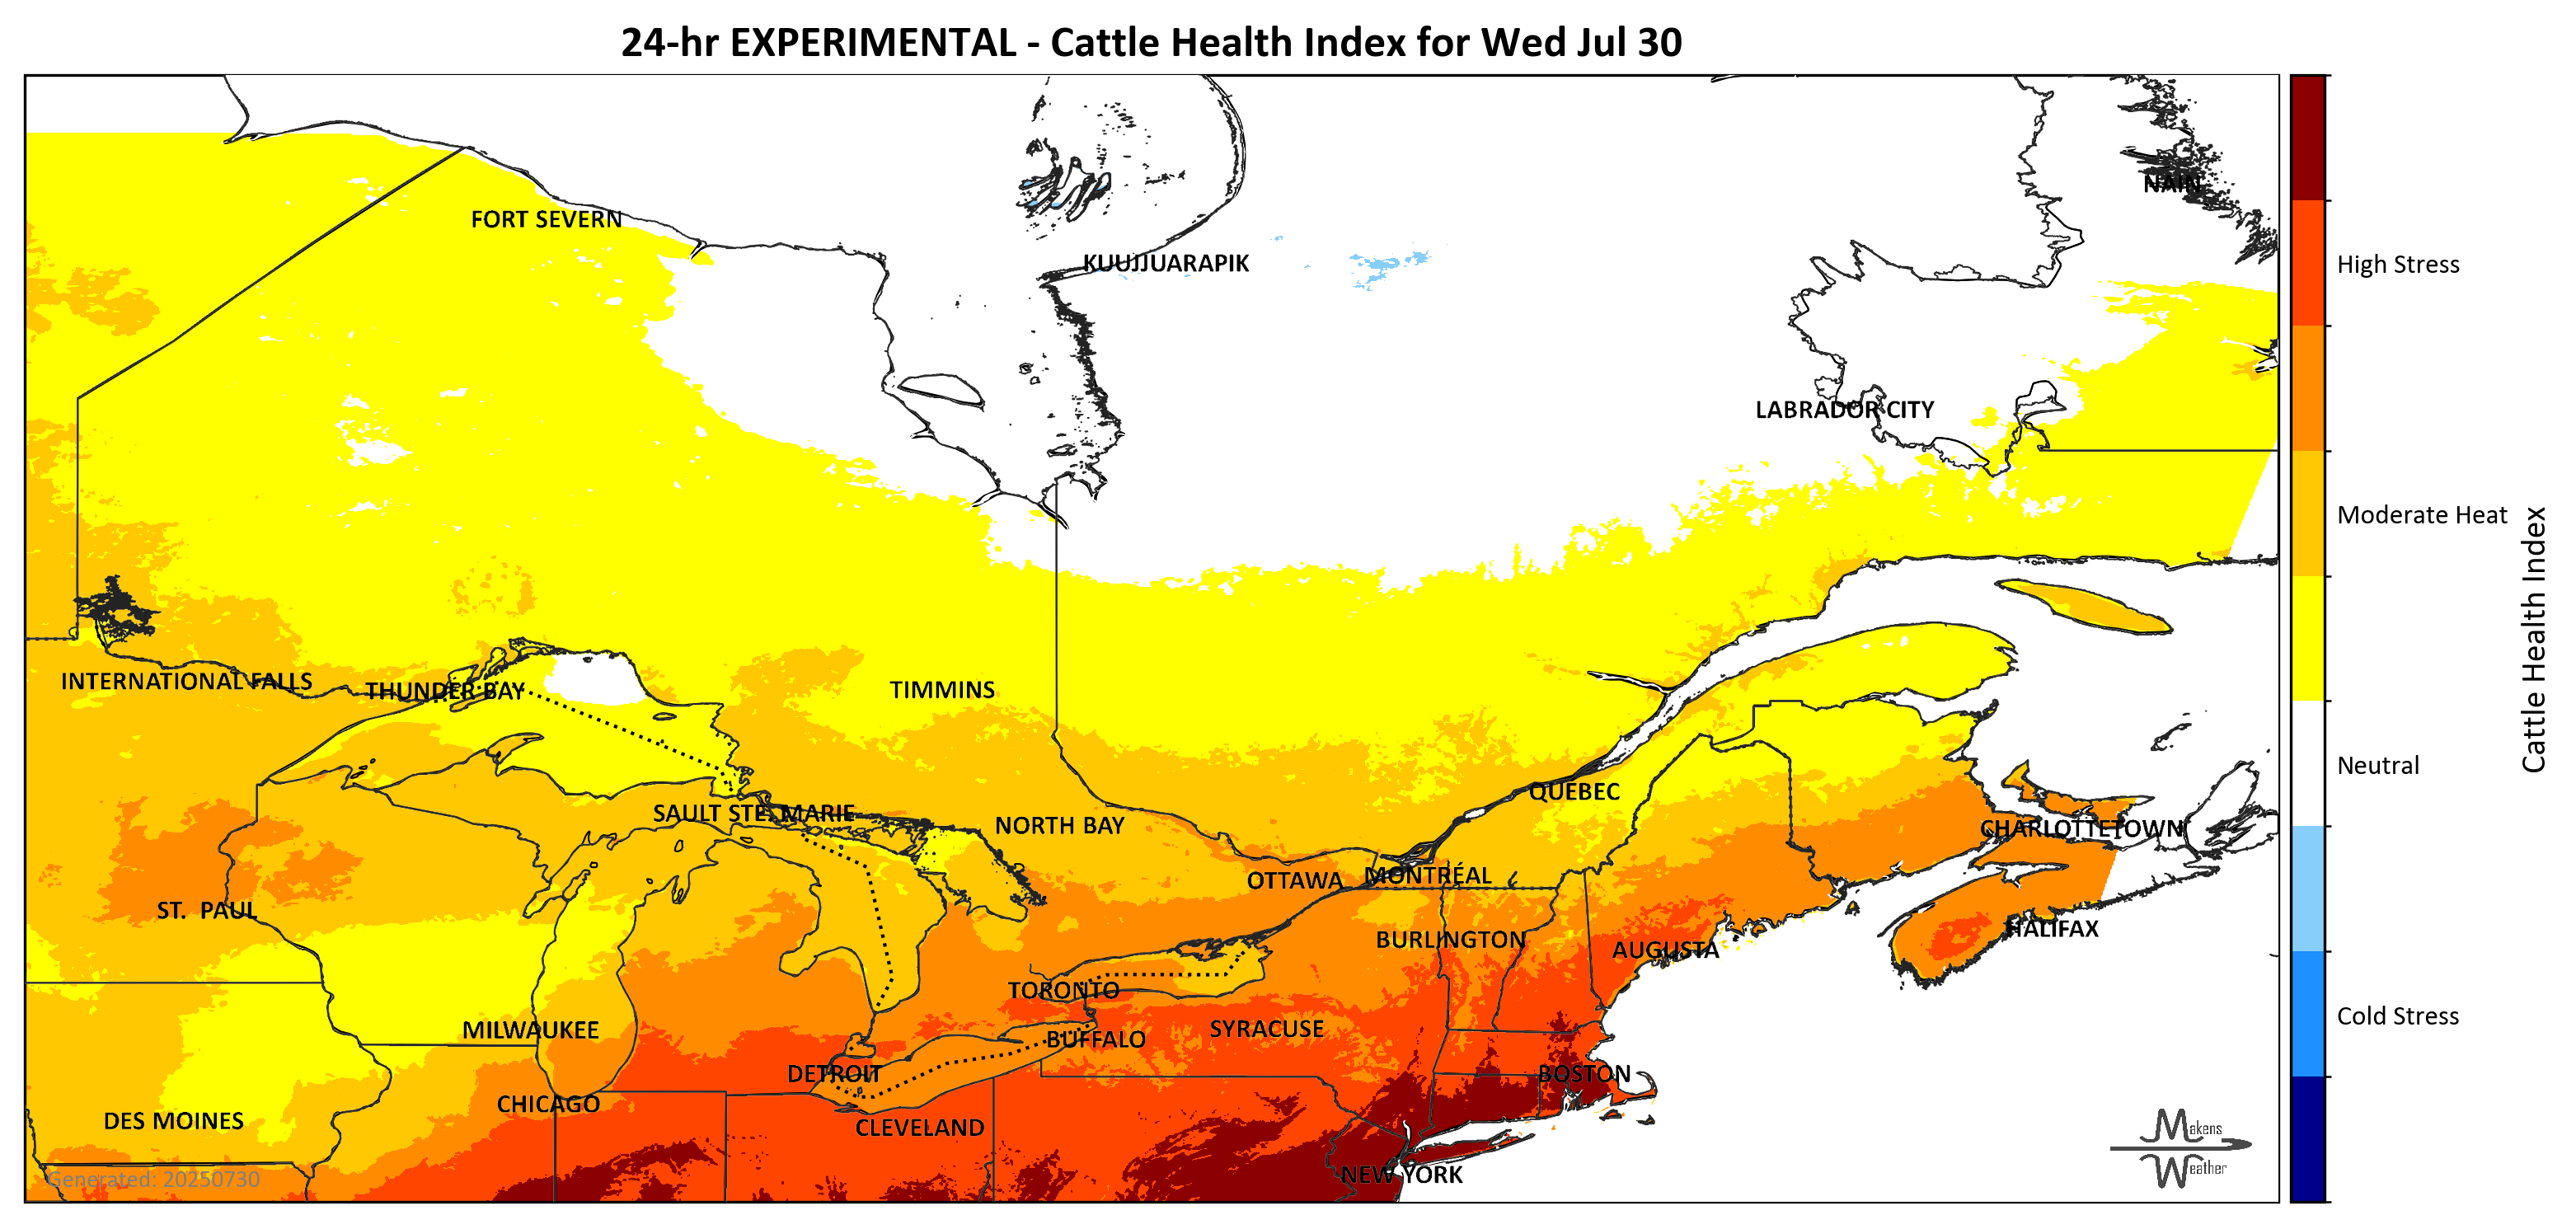 24-hr EXPERIMENTAL - Cattle Health Index for Wed Jul 30
NAIN
FORT SEVERN
KUUJJUARAPIK
High Stress
LABRADOR CITY
Moderate Heat
Cattle Health Index
INTERNATIONAL FALLS
THUNDER BAY
TIMMINS
QUEBEC
Neutral
SAULT STE. MARIE
NORTH BAY
CHARLOTTETOWN
OTTAWA
MONTRÉAL
ST. PAUL
HALIFAX
BURLINGTON
AUGUSTA
TORONTO
MILWAUKEE
BUFFALO
SYRACUSE
Cold Stress
DETROIT
BOSTON
CHICAGO
DES MOINES
CLEVELAND
NEW YORK
Makens
Weather
Generated: 20250730